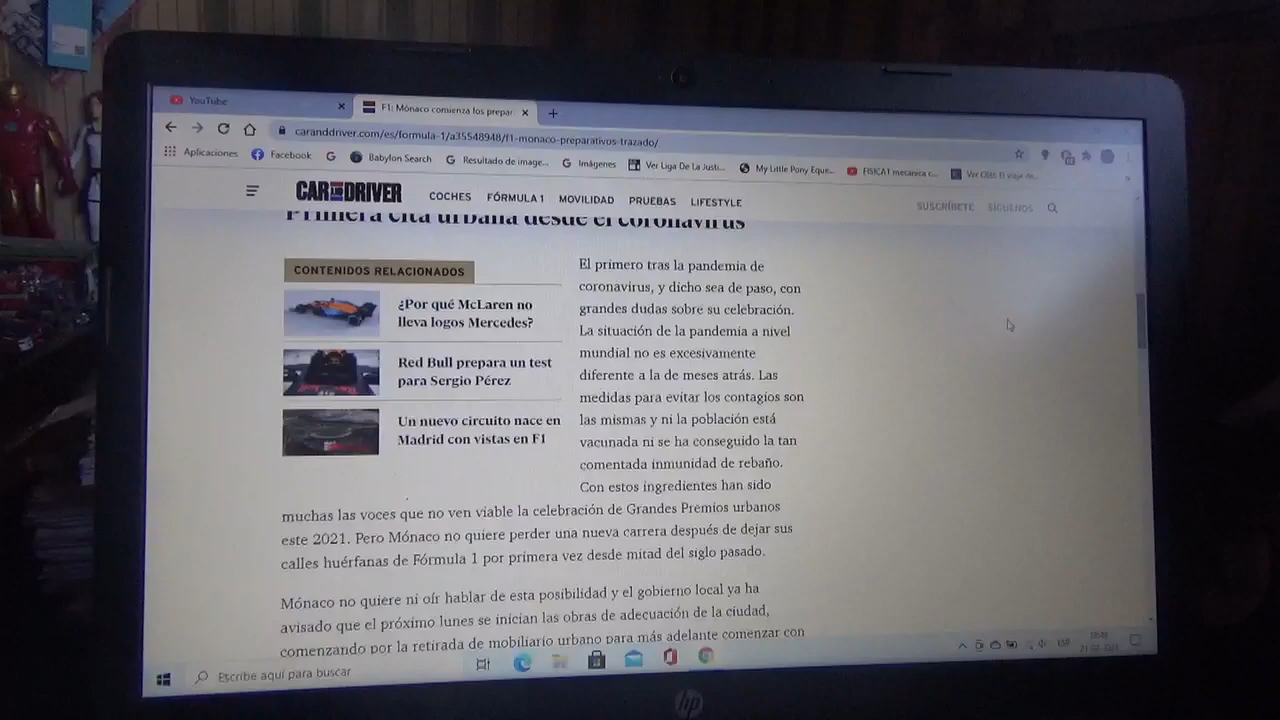 YouTube
F1: Mónaco comienza los prepar
caranddriver.com/es/formula-1/a35548948/f1-monaco-preparativos-trazado/
Aplicaciones
Facebook
Babylon Search
Resultado de image...
Imágenes
Ver Liga De La Justi...
My Little Pony Eque...
FISICA1 mecanica c...
CAR AND DRIVER
COCHES
FÓRMULA 1
MOVILIDAD
PRUEBAS
LIFESTYLE
SUSCRÍBETE
SÍGUENOS
Primera cita urbana desde el coronavirus
CONTENIDOS RELACIONADOS
¿Por qué McLaren no
lleva logos Mercedes?
Red Bull prepara un test
para Sergio Pérez
Un nuevo circuito nace en
Madrid con vistas en F1
El primero tras la pandemia de
coronavirus, y dicho sea de paso, con
grandes dudas sobre su celebración.
La situación de la pandemia a nivel
mundial no es excesivamente
diferente a la de meses atrás. Las
medidas para evitar los contagios son
las mismas y ni la población está
vacunada ni se ha conseguido la tan
comentada inmunidad de rebaño.
Con estos ingredientes han sido
muchas las voces que no ven viable la celebración de Grandes Premios urbanos
este 2021. Pero Mónaco no quiere perder una nueva carrera después de dejar sus
calles huérfanas de Fórmula 1 por primera vez desde mitad del siglo pasado.
Mónaco no quiere ni oír hablar de esta posibilidad y el gobierno local ya ha
avisado que el próximo lunes se inician las obras de adecuación de la ciudad,
comenzando por la retirada de mobiliario urbano para más adelante comenzar con
Escribe aquí para buscar
ESP
hp